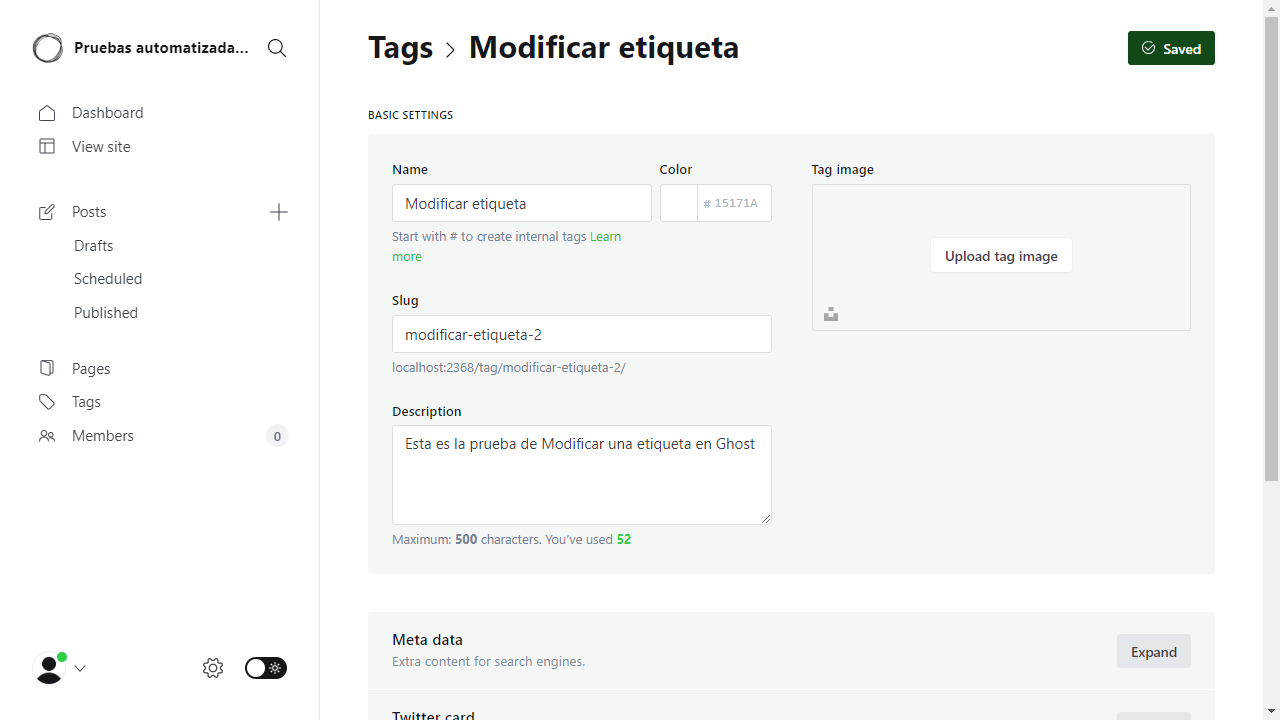 Pruebas automatizada...
Dashboard
View site
Posts
Drafts
Scheduled
Published
Pages
Tags
Members 0
Tags > Modificar etiqueta
Saved
BASIC SETTINGS
Name
Modificar etiqueta
Start with # to create internal tags Learn
more
Color
# 15171A
Slug
modificar-etiqueta-2
localhost:2368/tag/modificar-etiqueta-2/
Description
Esta es la prueba de Modificar una etiqueta en Ghost
Maximum: 500 characters. You've used 52
Tag image
Upload tag image
Meta data
Extra content for search engines.
Expand
Twitter card